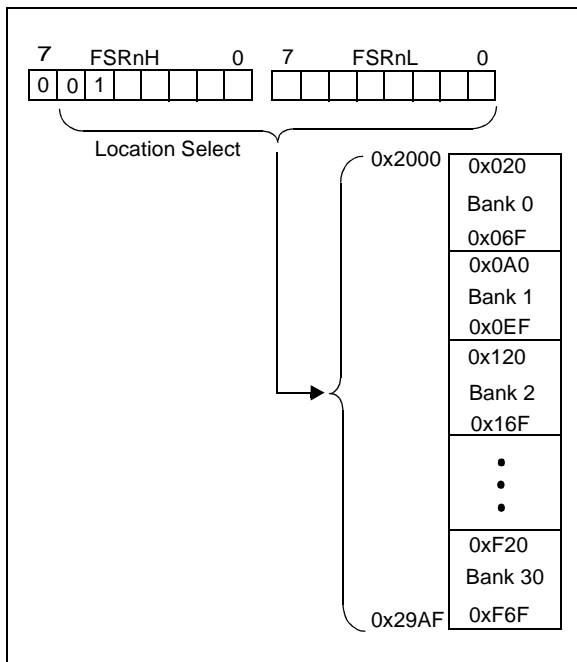 7 FSRnH 0 7 FSRnL 0
0 0 1
Location Select
0x2000
0x020
Bank 0
0x06F
0x0A0
Bank 1
0x0EF
0x120
Bank 2
0x16F
0xF20
Bank 30
0xF6F
0x29AF